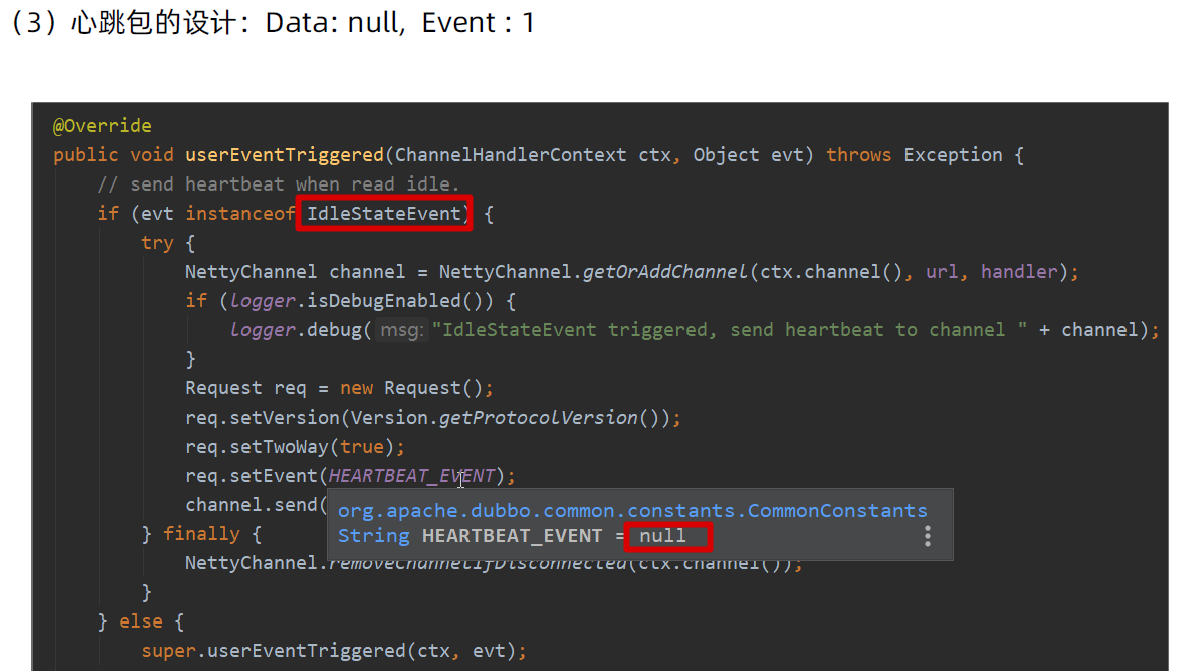 （3）心跳包的设计：Data: null,  Event : 1
@Override
public void userEventTriggered(ChannelHandlerContext ctx, Object evt) throws Exception {
// send heartbeat when read idle.
if (evt instanceof IdleStateEvent) {
try {
NettyChannel channel = NettyChannel.getOrAddChannel(ctx.channel(), url, handler);
if (logger.isDebugEnabled()) {
logger.debug( msg: "IdleStateEvent triggered, send heartbeat to channel " + channel);
}
Request req = new Request();
req.setVersion(Version.getProtocolVersion());
req.setTwoWay(true);
req.setEvent(HEARTBEAT_EVENT);
channel.send(
org.apache.dubbo.common.constants.CommonConstants
String HEARTBEAT_EVENT = null
} finally {
NettyChannel.removeChannelIfDisconnected(ctx.channel());
}
} else {
super.userEventTriggered(ctx, evt);